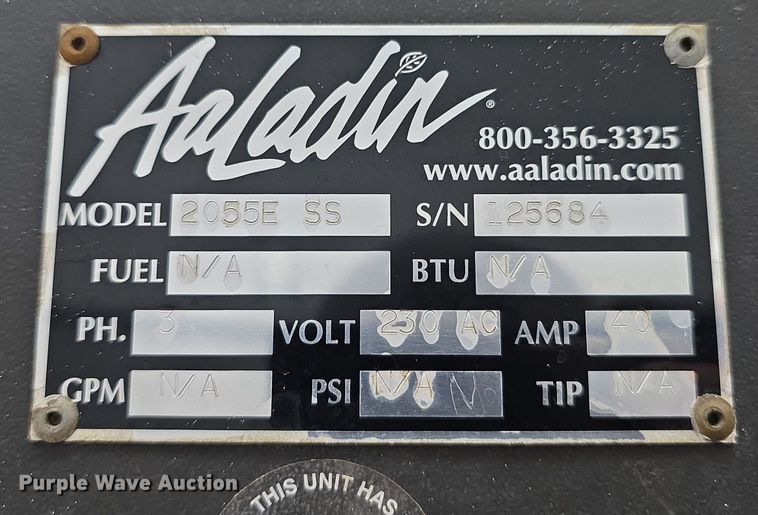 AaLadin®
800-356-3325
www.aaladin.com
MODEL 2055E SS S/N 125684
FUEL N/A BTU N/A
PH. 3 VOLT 230 AC AMP 40
GPM N/A PSI N/A TIP N/A
Purple Wave Auction
THIS UNIT HAS